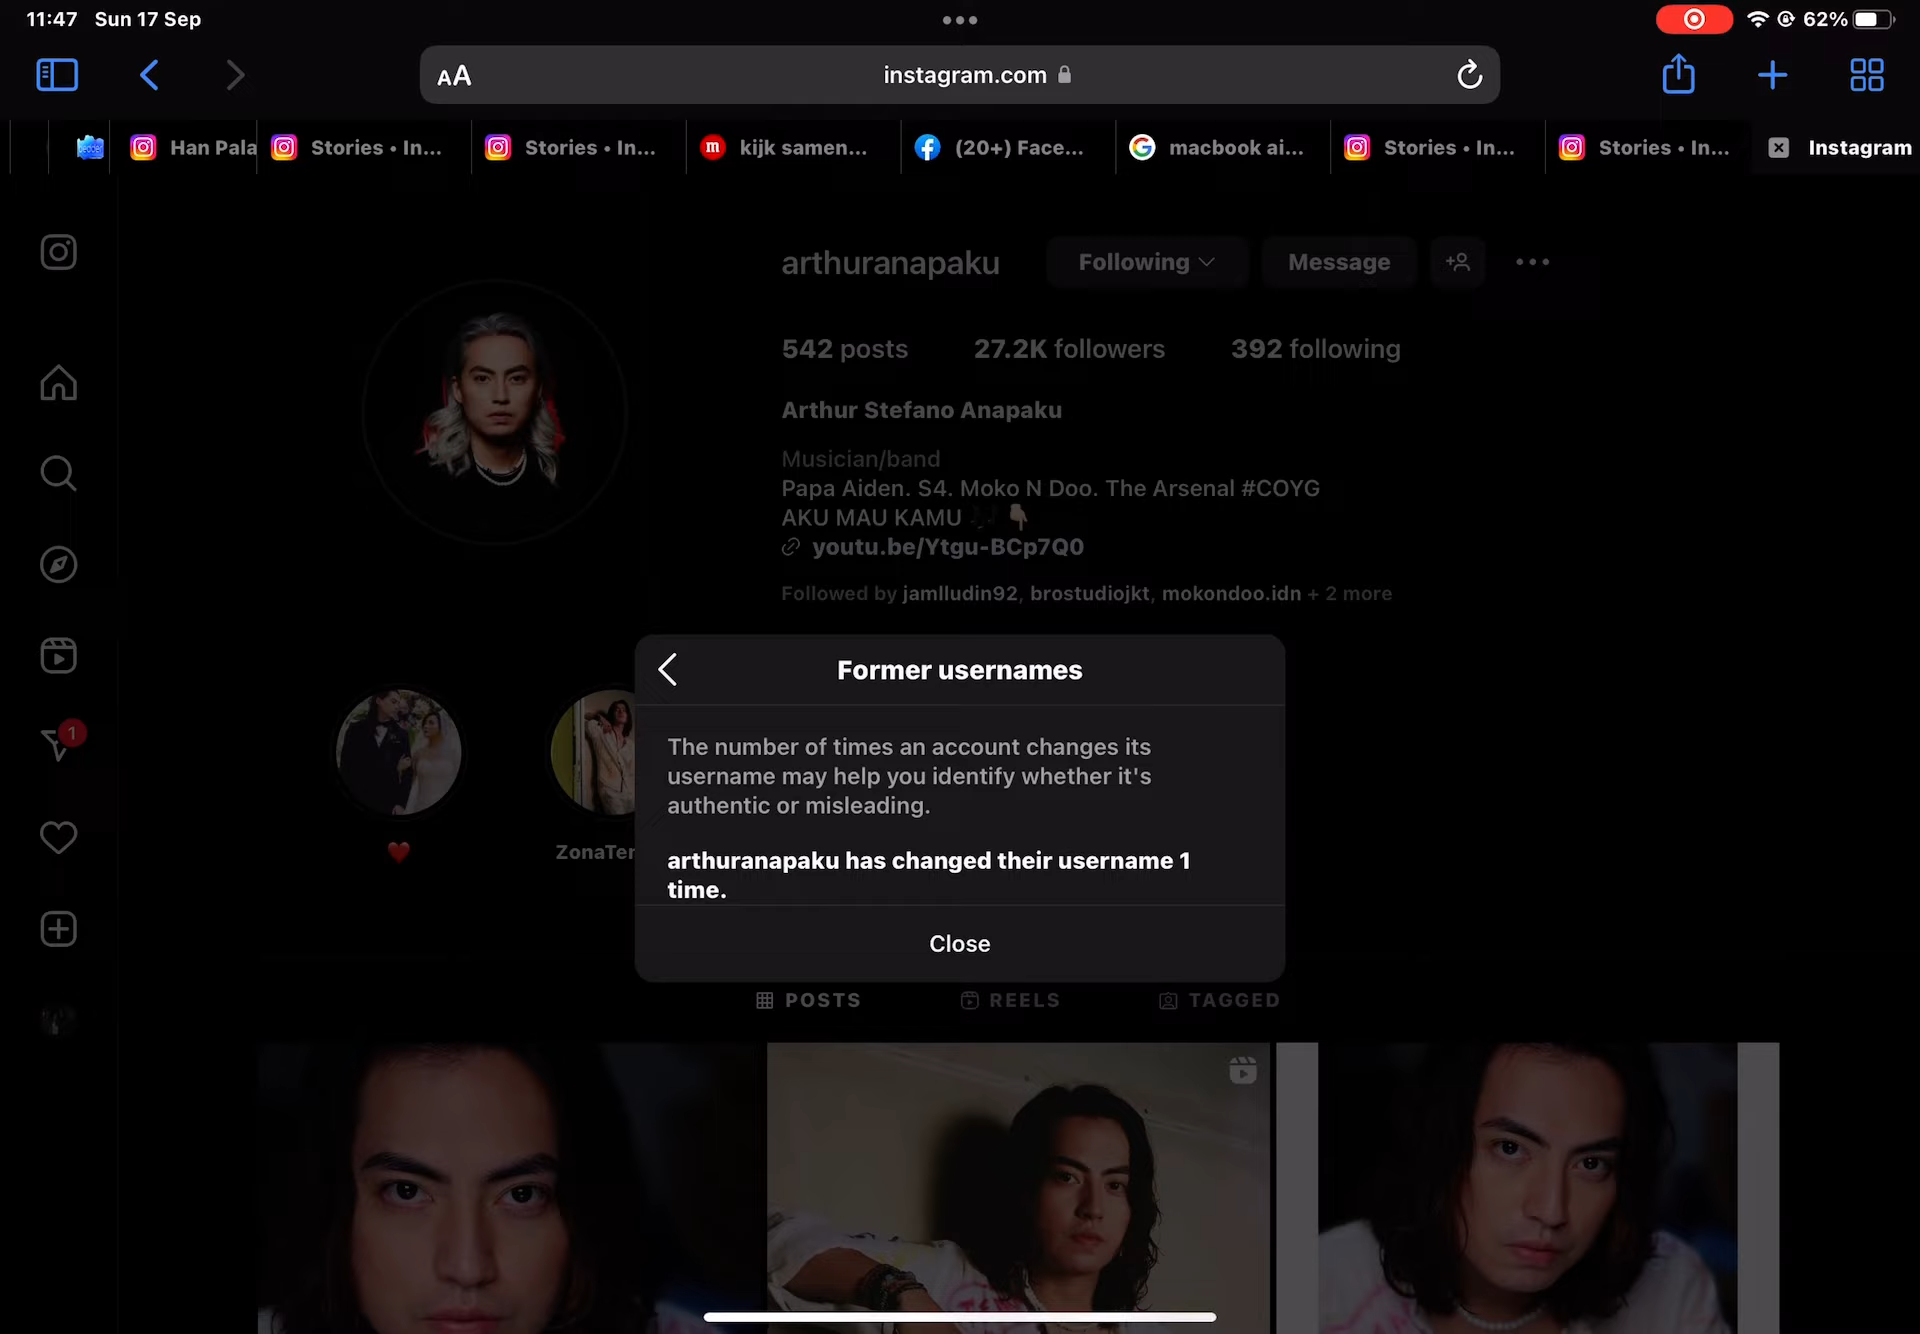 11:47 Sun 17 Sep
62%
AA
instagram.com
Han Pala
Stories • In...
Stories • In...
kijk samen...
(20+) Face...
macbook ai...
Stories • In...
Stories • In...
Instagram
arthuranapaku
Following
Message
542 posts
27.2K followers
392 following
Arthur Stefano Anapaku
Musician/band
Papa Aiden. S4. Moko N Doo. The Arsenal #COYG
AKU MAU KAMU
youtu.be/Ytgu-BCp7Q0
Followed by jamlludin92, brostudiojkt, mokondoo.idn + 2 more
Former usernames
The number of times an account changes its
username may help you identify whether it's
authentic or misleading.
arthuranapaku has changed their username 1
time.
Close
1
ZonaTer
POSTS
REELS
TAGGED